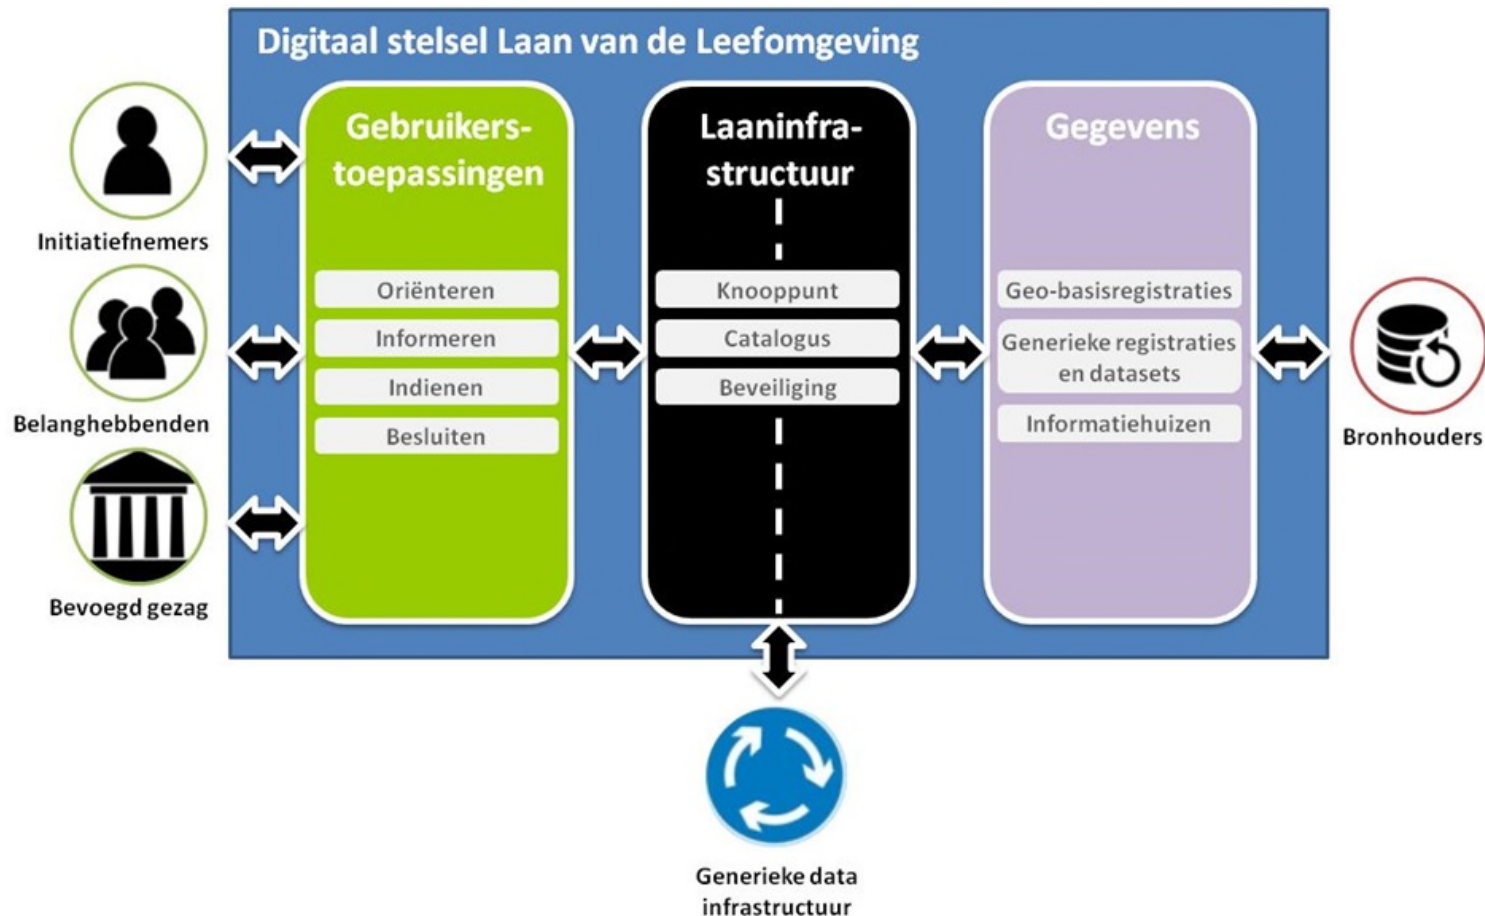 Digitaal stelsel Laan van de Leefomgeving
Initiatiefnemers
Belanghebbenden
Bevoegd gezag
Gebruikers-
toepassingen
Oriënteren
Informeren
Indienen
Besluiten
Laaninfra-
structuur
Knooppunt
Catalogus
Beveiliging
Gegevens
Geo-basisregistraties
Generieke registraties
en datasets
Informatiehuizen
Bronhouders
Generieke data
infrastructuur